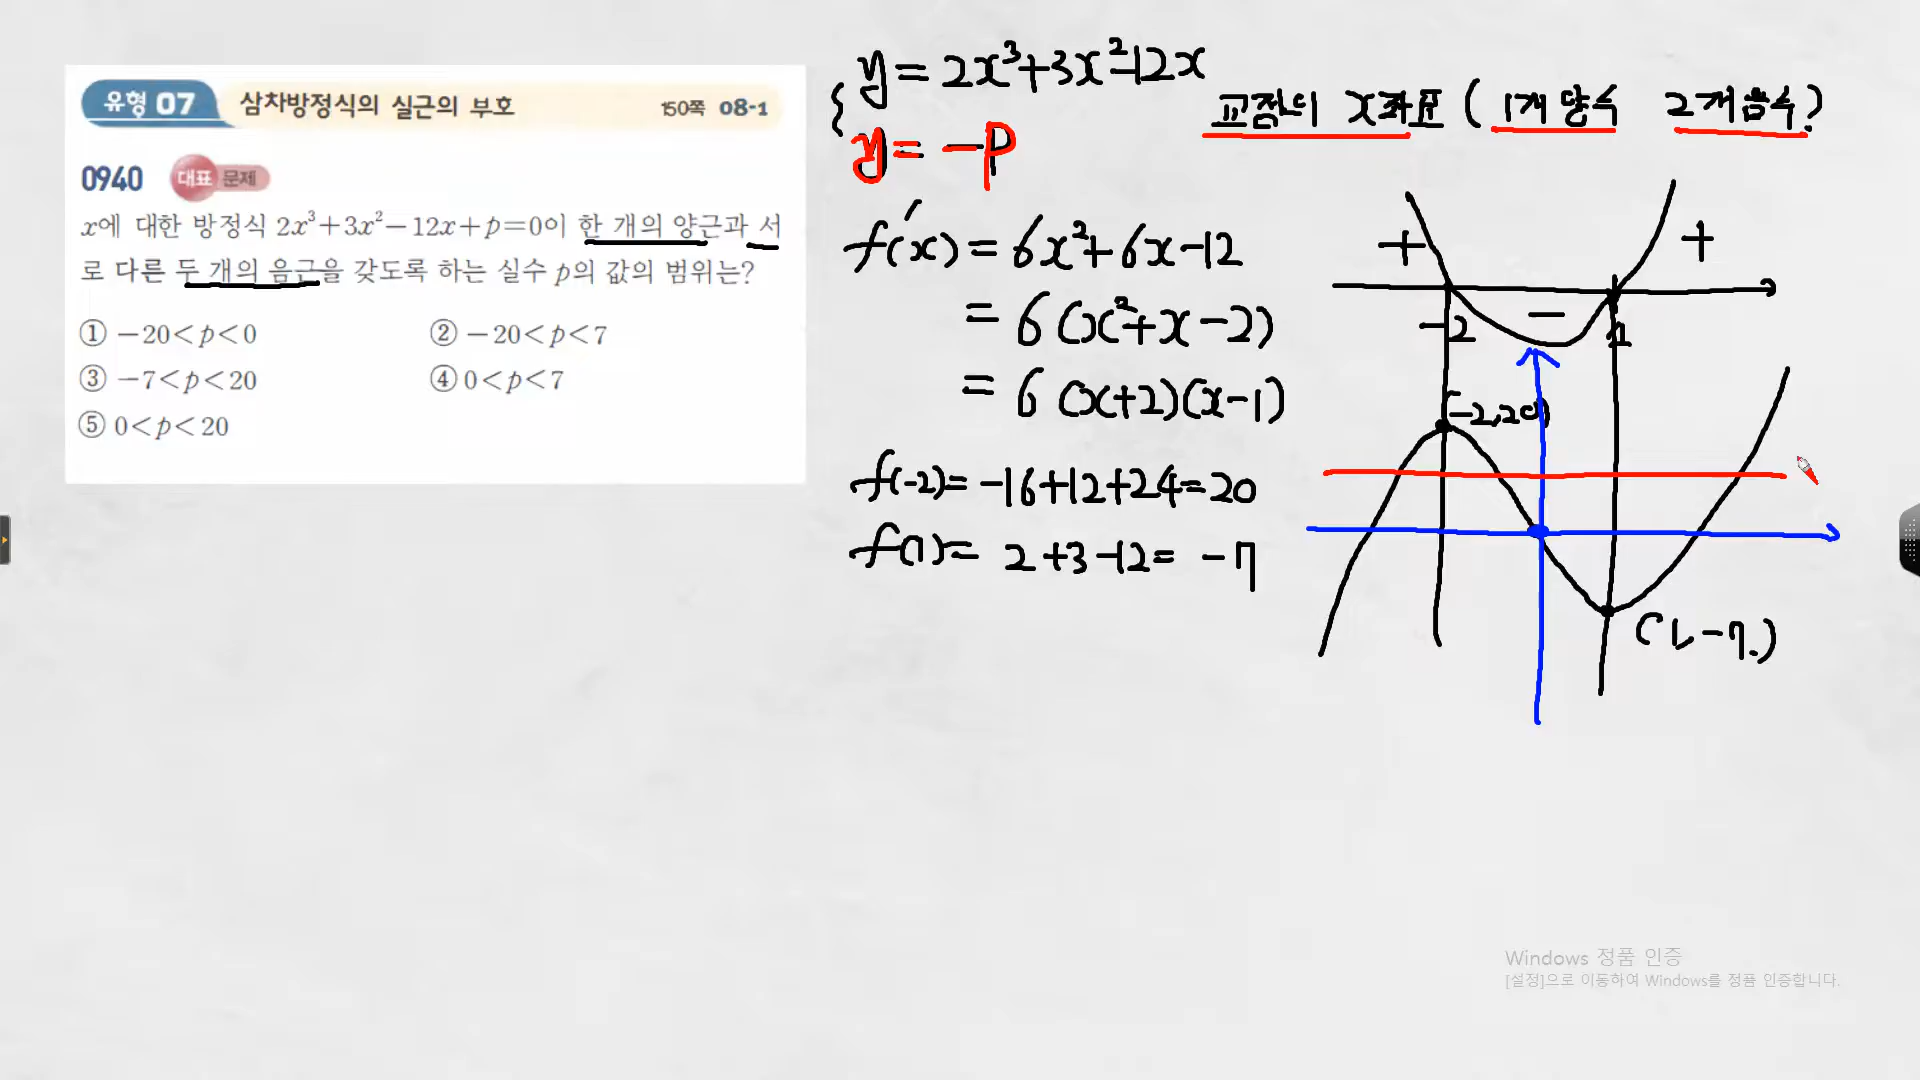 유형 07 삼차방정식의 실근의 부호 150쪽 08-1
0940 대표 문제
x에 대한 방정식 2x³+3x²-12x+p=0이 한 개의 양근과 서
로 다른 두 개의 음근을 갖도록 하는 실수 p의 값의 범위는?
① -20<p<0 ② -20<p<7
③ -7<p<20 ④ 0<p<7
⑤ 0<p<20
y=2x³+3x²-12x
y=-p
교점의 x좌표 (1개 양수 2개 음수)
f'(x)=6x²+6x-12
=6(x²+x-2)
=6(x+2)(x-1)
f(-2)=-16+12+24=20
f(1)=2+3-12=-7
+ - +
-2 1
(-2,20)
(1,-7)
Windows 정품 인증
[설정]으로 이동하여 Windows를 정품 인증합니다.